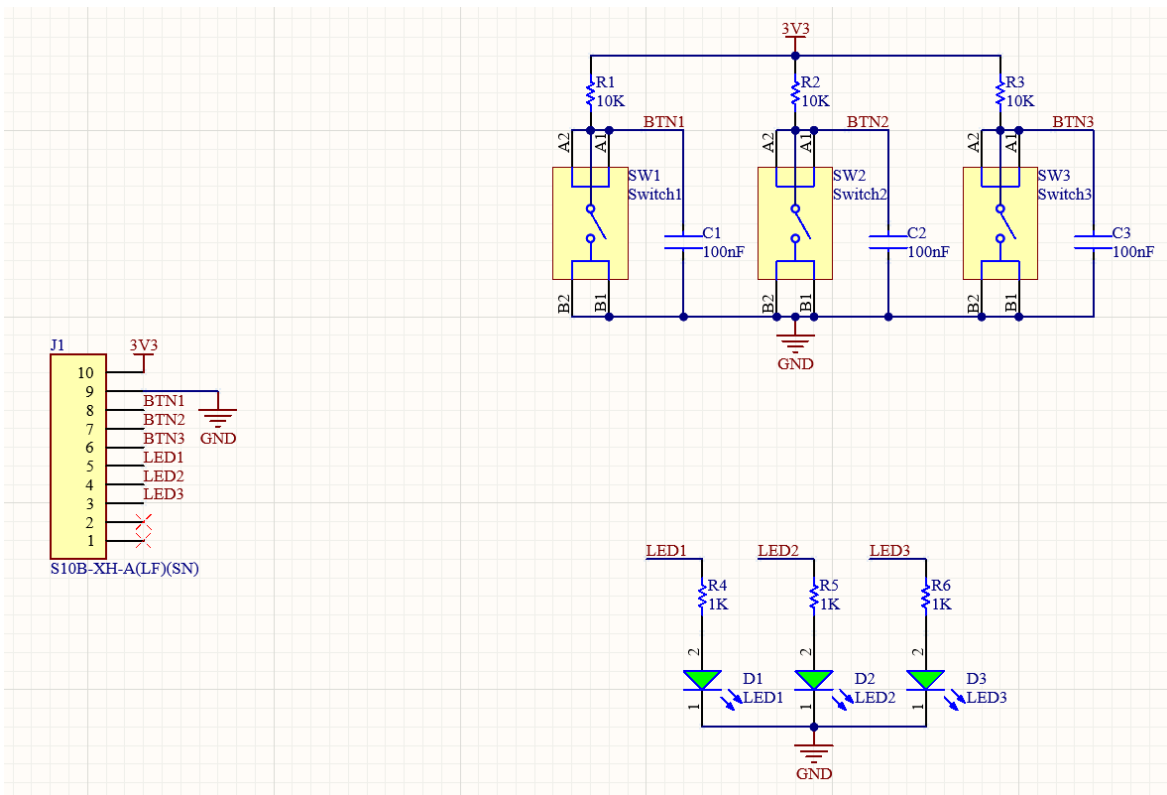 3V3
R1
10K
R2
10K
R3
10K
BTN1
BTN2
BTN3
A2
A1
A2
A1
A2
A1
SW1
Switch1
SW2
Switch2
SW3
Switch3
C1
100nF
C2
100nF
C3
100nF
B2
B1
B2
B1
B2
B1
GND
J1
3V3
10
9
8
BTN1
7
BTN2
6
BTN3
GND
5
LED1
4
LED2
3
LED3
2
1
S10B-XH-A(LF)(SN)
LED1
LED2
LED3
R4
1K
R5
1K
R6
1K
2
2
2
D1
LED1
D2
LED2
D3
LED3
1
1
1
GND